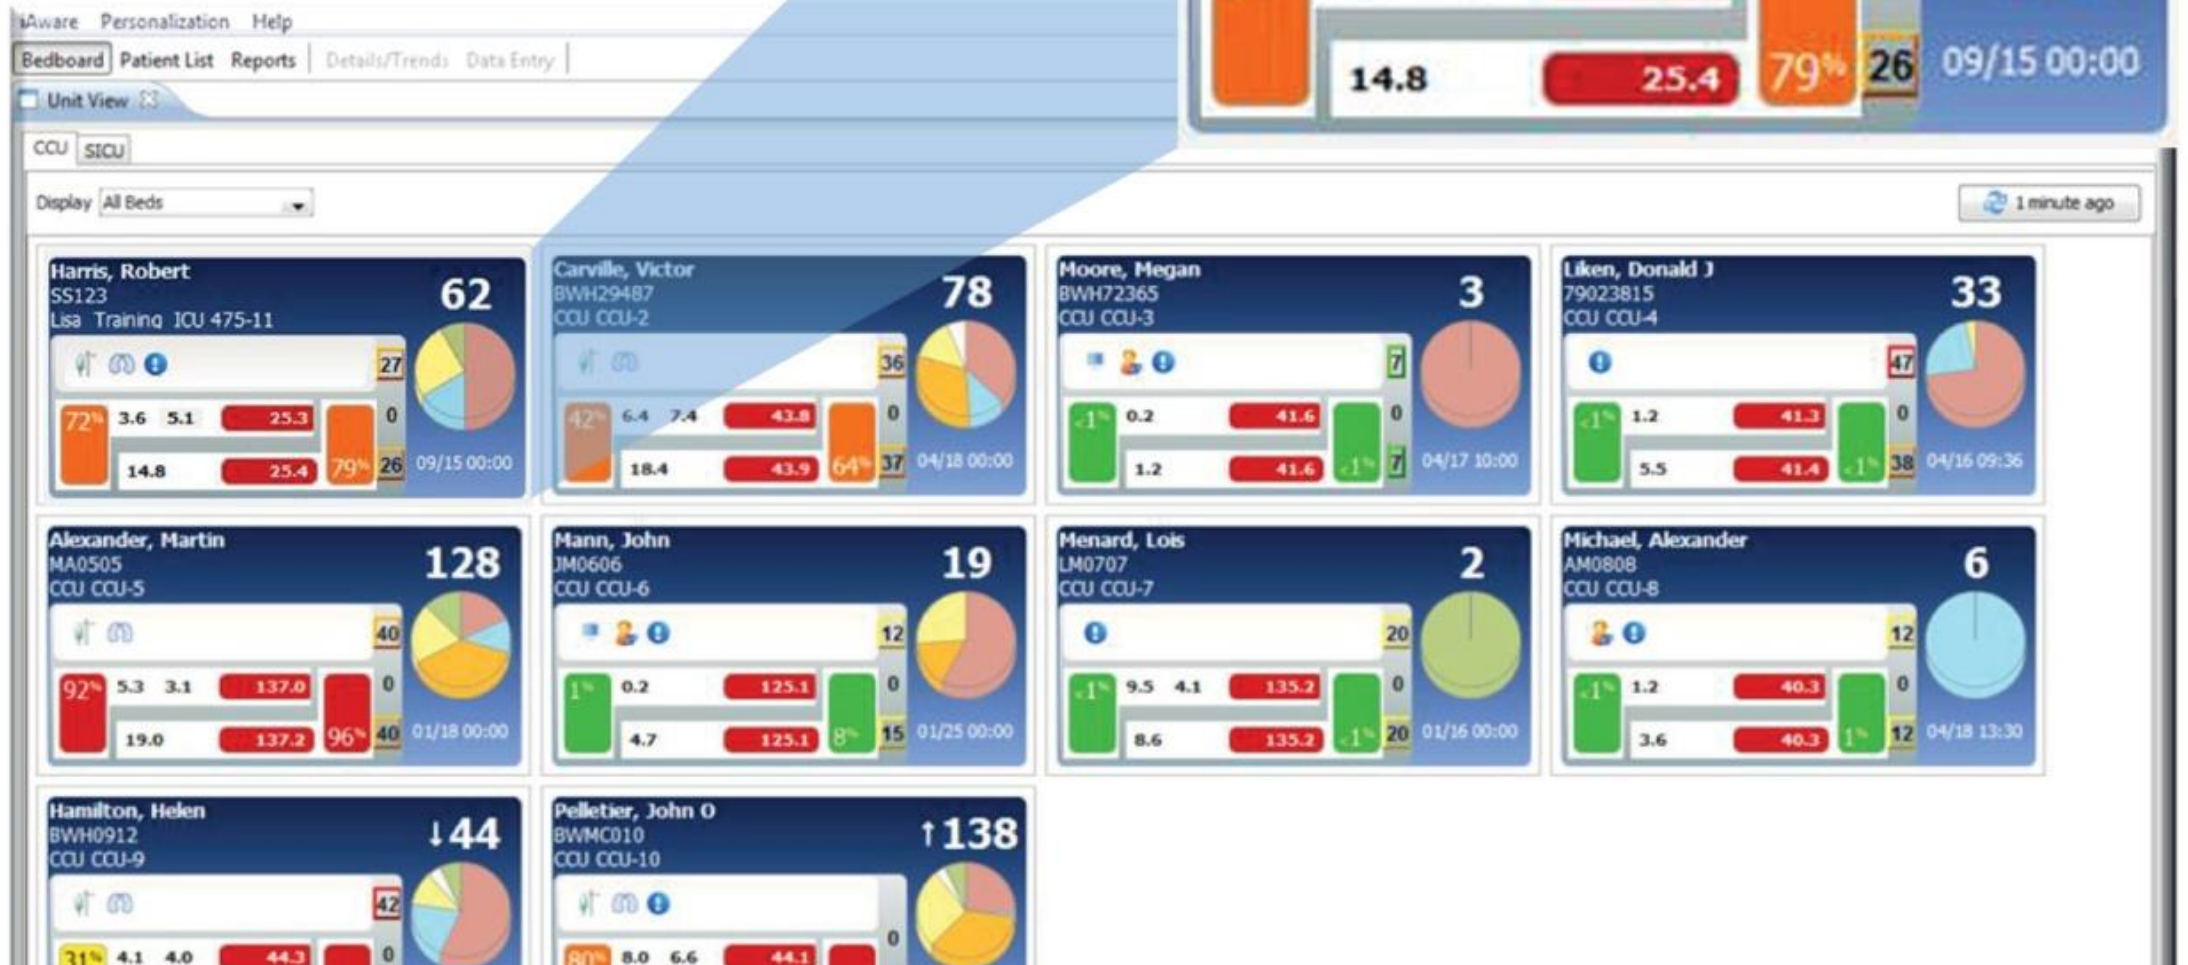 iAware Personalization Help
Bedboard Patient List Reports Details/Trends Data Entry
Unit View
CCU SICU
Display All Beds
1 minute ago
14.8 25.4 79% 26 09/15 00:00
Harris, Robert
SS123
Lisa Training ICU 475-11
62
27
72% 3.6 5.1 25.3 0
14.8 25.4 79% 26 09/15 00:00
Carville, Victor
BWH29487
CCU CCU-2
78
36
42% 6.4 7.4 43.8 0
18.4 43.9 64% 37 04/18 00:00
Moore, Megan
BWH72365
CCU CCU-3
3
7
<1% 0.2 41.6 0
1.2 41.6 <1% 7 04/17 10:00
Liken, Donald J
79023815
CCU CCU-4
33
47
<1% 1.2 41.3 0
5.5 41.4 <1% 38 04/16 09:36
Alexander, Martin
MA0505
CCU CCU-5
128
40
92% 5.3 3.1 137.0 0
19.0 137.2 96% 40 01/18 00:00
Mann, John
JM0606
CCU CCU-6
19
12
1% 0.2 125.1 0
4.7 125.1 8% 15 01/25 00:00
Menard, Lois
LM0707
CCU CCU-7
2
20
<1% 9.5 4.1 135.2 0
8.6 135.2 <1% 20 01/16 00:00
Michael, Alexander
AM0808
CCU CCU-8
6
12
<1% 1.2 40.3 0
3.6 40.3 1% 12 04/18 13:30
Hamilton, Helen
BWH0912
CCU CCU-9
↓44
42
31% 4.1 4.0 44.3 0
Pelletier, John O
BWMC010
CCU CCU-10
↑138
0
80% 8.0 6.6 44.1